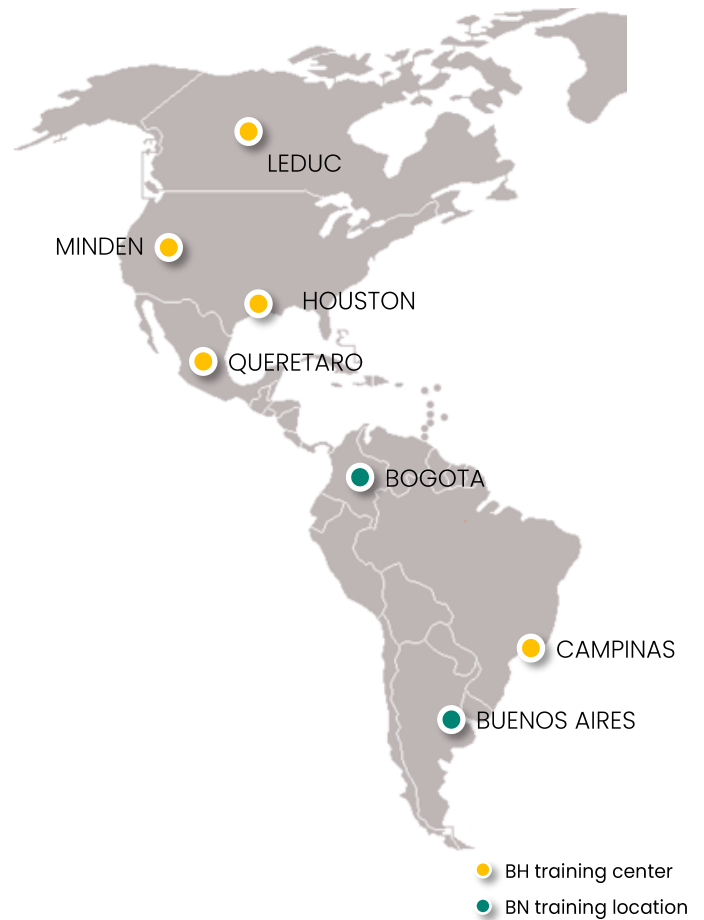 LEDUC
MINDEN
HOUSTON
QUERETARO
BOGOTA
CAMPINAS
BUENOS AIRES
BH training center
BN training location